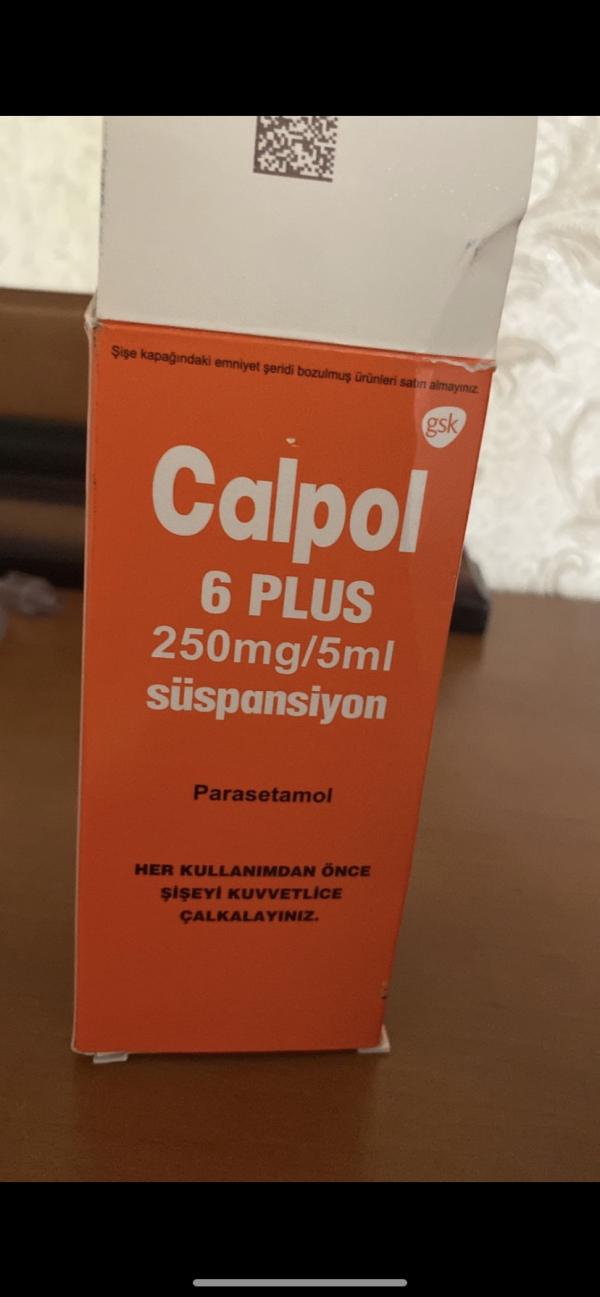 Şişe kapağındaki emniyet şeridi bozulmuş ürünleri satın almayınız.
gsk
Calpol
6 PLUS
250mg/5ml
süspansiyon
Parasetamol
HER KULLANIMDAN ÖNCE
ŞİŞEYİ KUVVETLİCE
ÇALKALAYINIZ.